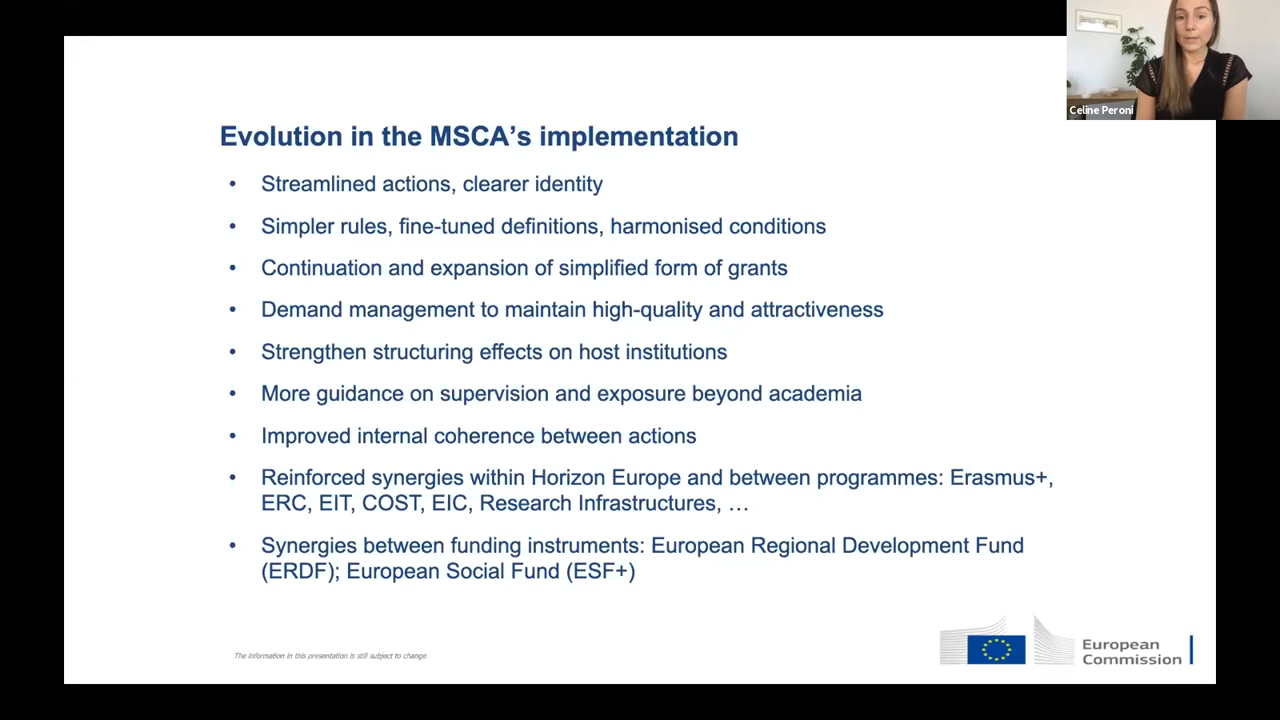 Celine Peroni
Evolution in the MSCA’s implementation
• Streamlined actions, clearer identity
• Simpler rules, fine-tuned definitions, harmonised conditions
• Continuation and expansion of simplified form of grants
• Demand management to maintain high-quality and attractiveness
• Strengthen structuring effects on host institutions
• More guidance on supervision and exposure beyond academia
• Improved internal coherence between actions
• Reinforced synergies within Horizon Europe and between programmes: Erasmus+,
ERC, EIT, COST, EIC, Research Infrastructures, …
• Synergies between funding instruments: European Regional Development Fund
(ERDF); European Social Fund (ESF+)
The information in this presentation is still subject to change
European
Commission